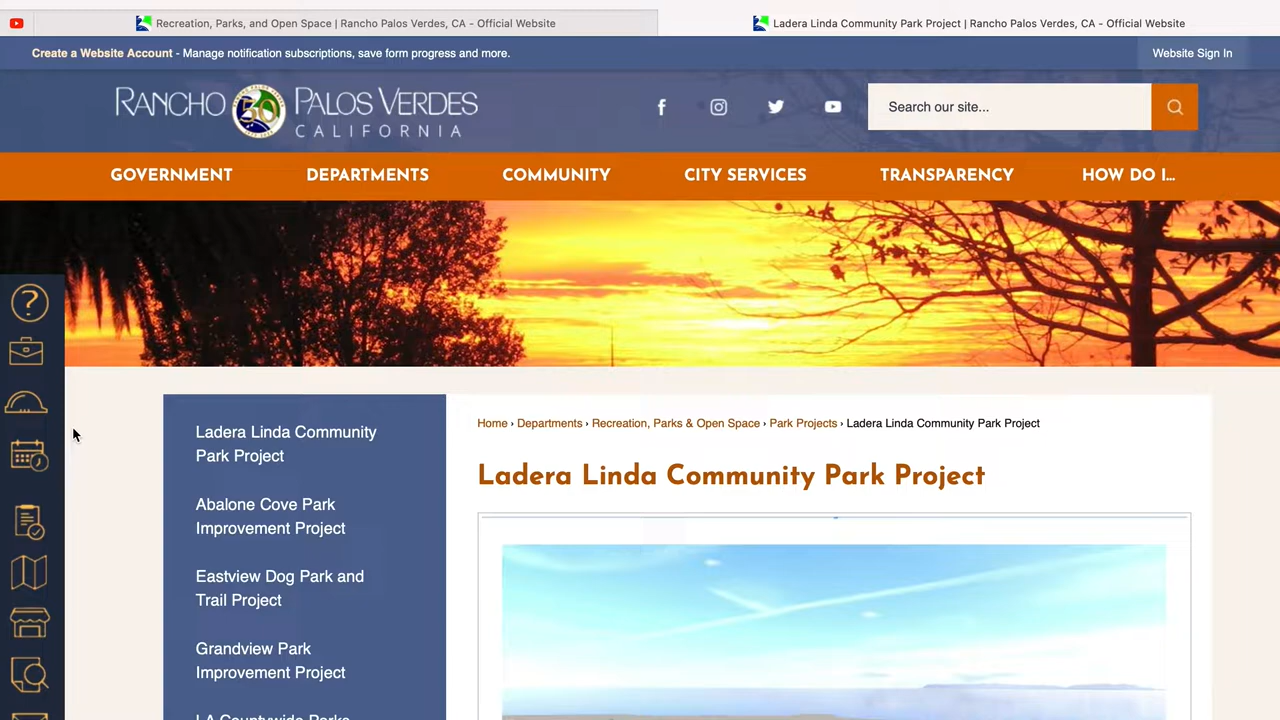 Recreation, Parks, and Open Space | Rancho Palos Verdes, CA - Official Website
Ladera Linda Community Park Project | Rancho Palos Verdes, CA - Official Website
Create a Website Account - Manage notification subscriptions, save form progress and more.
Website Sign In
RANCHO 50 PALOS VERDES
CALIFORNIA
Search our site...
GOVERNMENT
DEPARTMENTS
COMMUNITY
CITY SERVICES
TRANSPARENCY
HOW DO I...
Ladera Linda Community
Park Project
Abalone Cove Park
Improvement Project
Eastview Dog Park and
Trail Project
Grandview Park
Improvement Project
LA Countywide Parks
Home › Departments › Recreation, Parks & Open Space › Park Projects › Ladera Linda Community Park Project
Ladera Linda Community Park Project